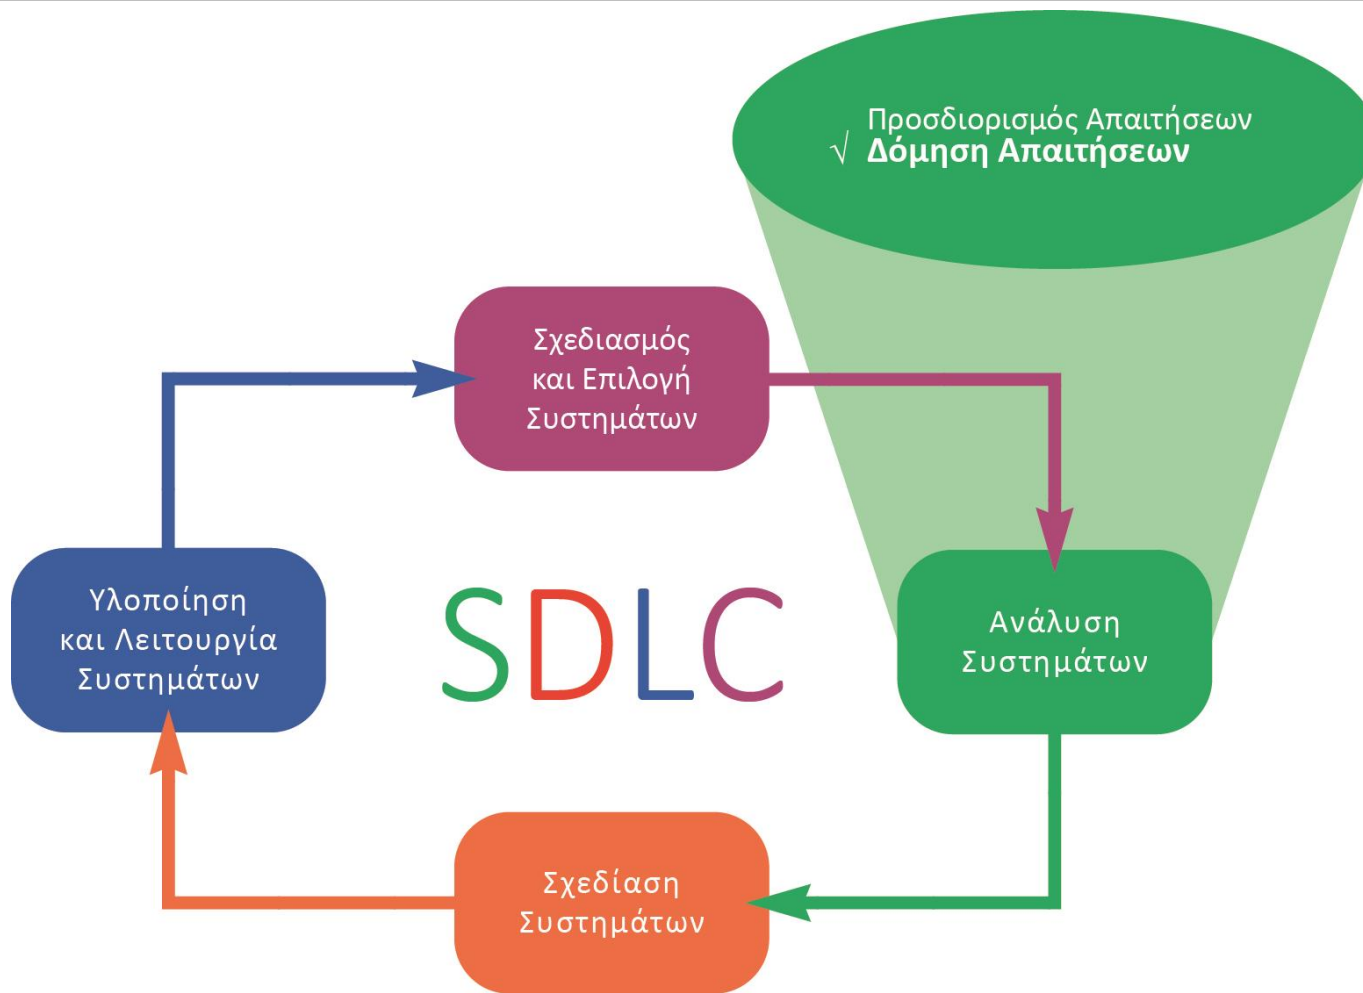 Προσδιορισμός Απαιτήσεων
√ Δόμηση Απαιτήσεων
Σχεδιασμός
και Επιλογή
Συστημάτων
Υλοποίηση
και Λειτουργία
Συστημάτων
SDLC
Ανάλυση
Συστημάτων
Σχεδίαση
Συστημάτων